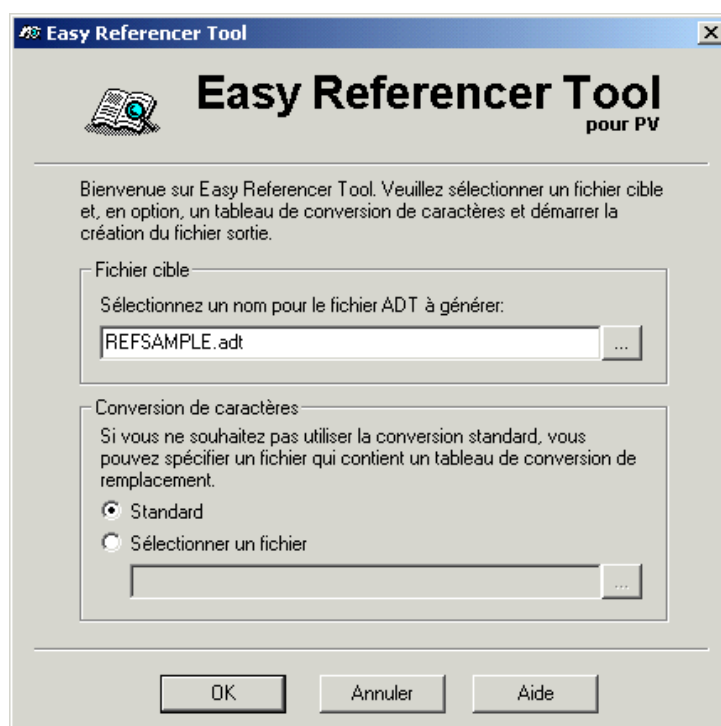 Easy Referencer Tool
Easy Referencer Tool
pour PV
Bienvenue sur Easy Referencer Tool. Veuillez sélectionner un fichier cible
et, en option, un tableau de conversion de caractères et démarrer la
création du fichier sortie.
Fichier cible
Sélectionnez un nom pour le fichier ADT à générer:
REFSAMPLE.adt
...
Conversion de caractères
Si vous ne souhaitez pas utiliser la conversion standard, vous
pouvez spécifier un fichier qui contient un tableau de conversion de
remplacement.
Standard
Sélectionner un fichier
...
OK Annuler Aide